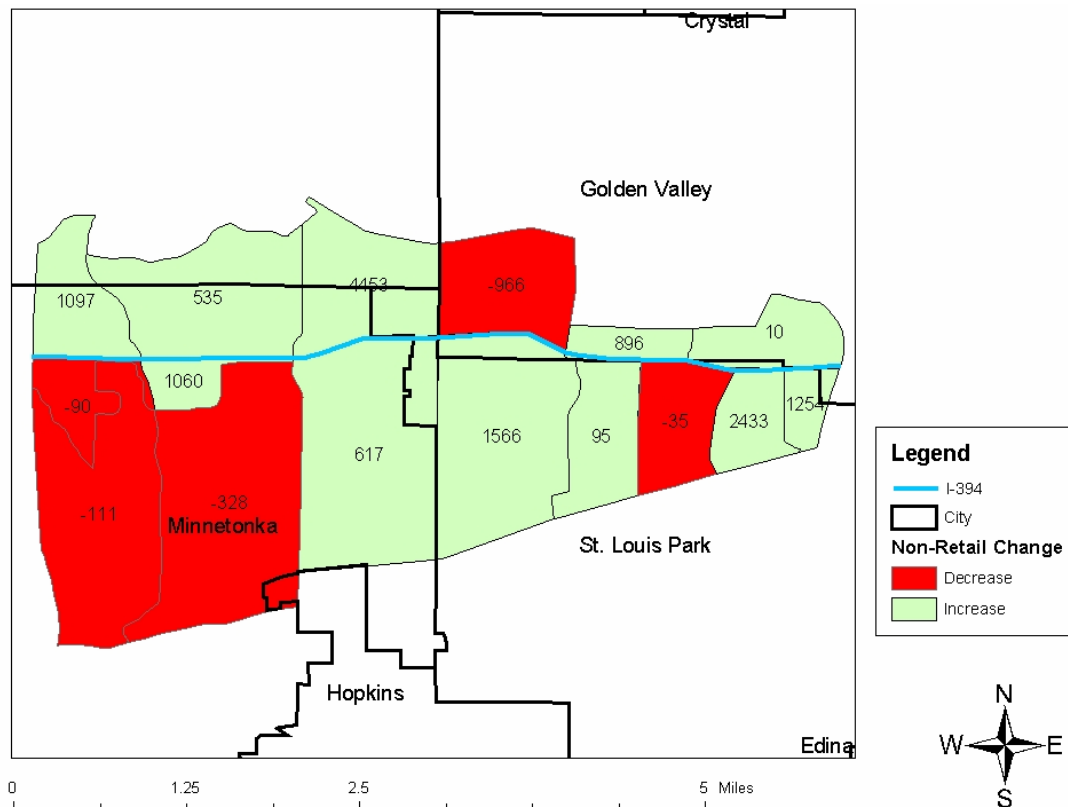 Crystal
Golden Valley
1097
535
4453
-966
896
10
-90
1060
-111
-328
617
1566
95
-35
2433
1254
Minnetonka
St. Louis Park
Hopkins
Edina
Legend
I-394
City
Non-Retail Change
Decrease
Increase
N
W
E
S
0 1.25 2.5 5 Miles